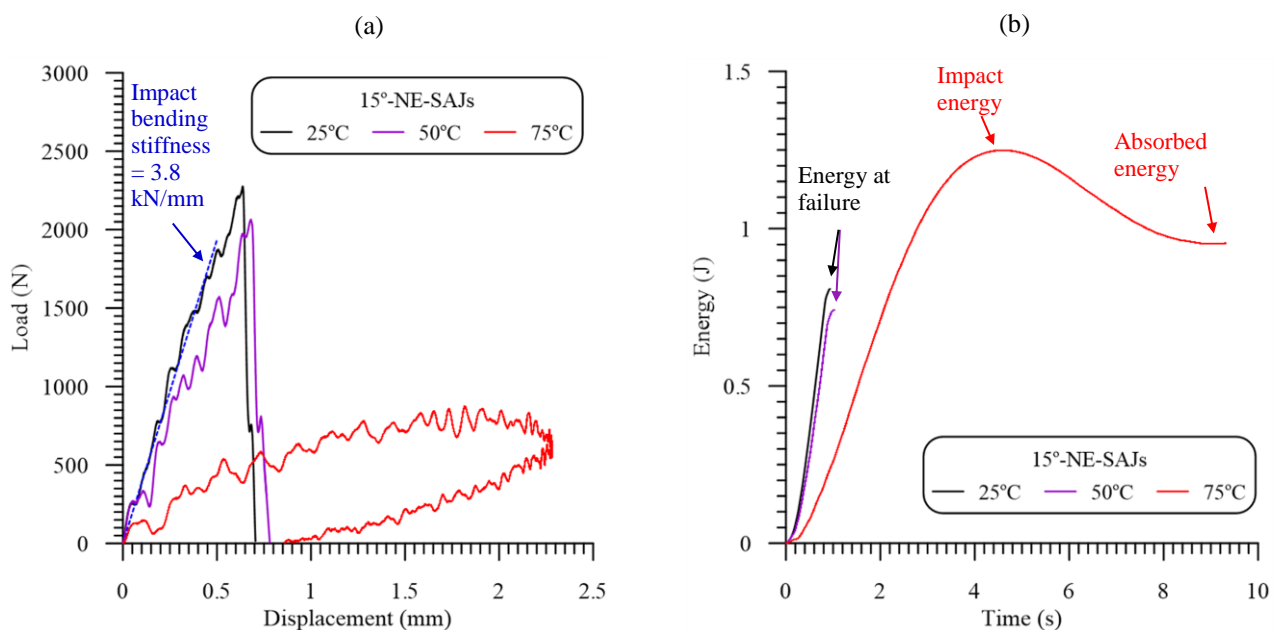 (a)
3000
2500
2000
1500
1000
500
0
Load (N)
Impact
bending
stiffness
= 3.8
kN/mm
15º-NE-SAJs
25ºC 50ºC 75ºC
0 0.5 1 1.5 2 2.5
Displacement (mm)
(b)
1.5
1
0.5
0
Energy (J)
Impact
energy
Absorbed
energy
Energy at
failure
15º-NE-SAJs
25ºC 50ºC 75ºC
0 2 4 6 8 10
Time (s)